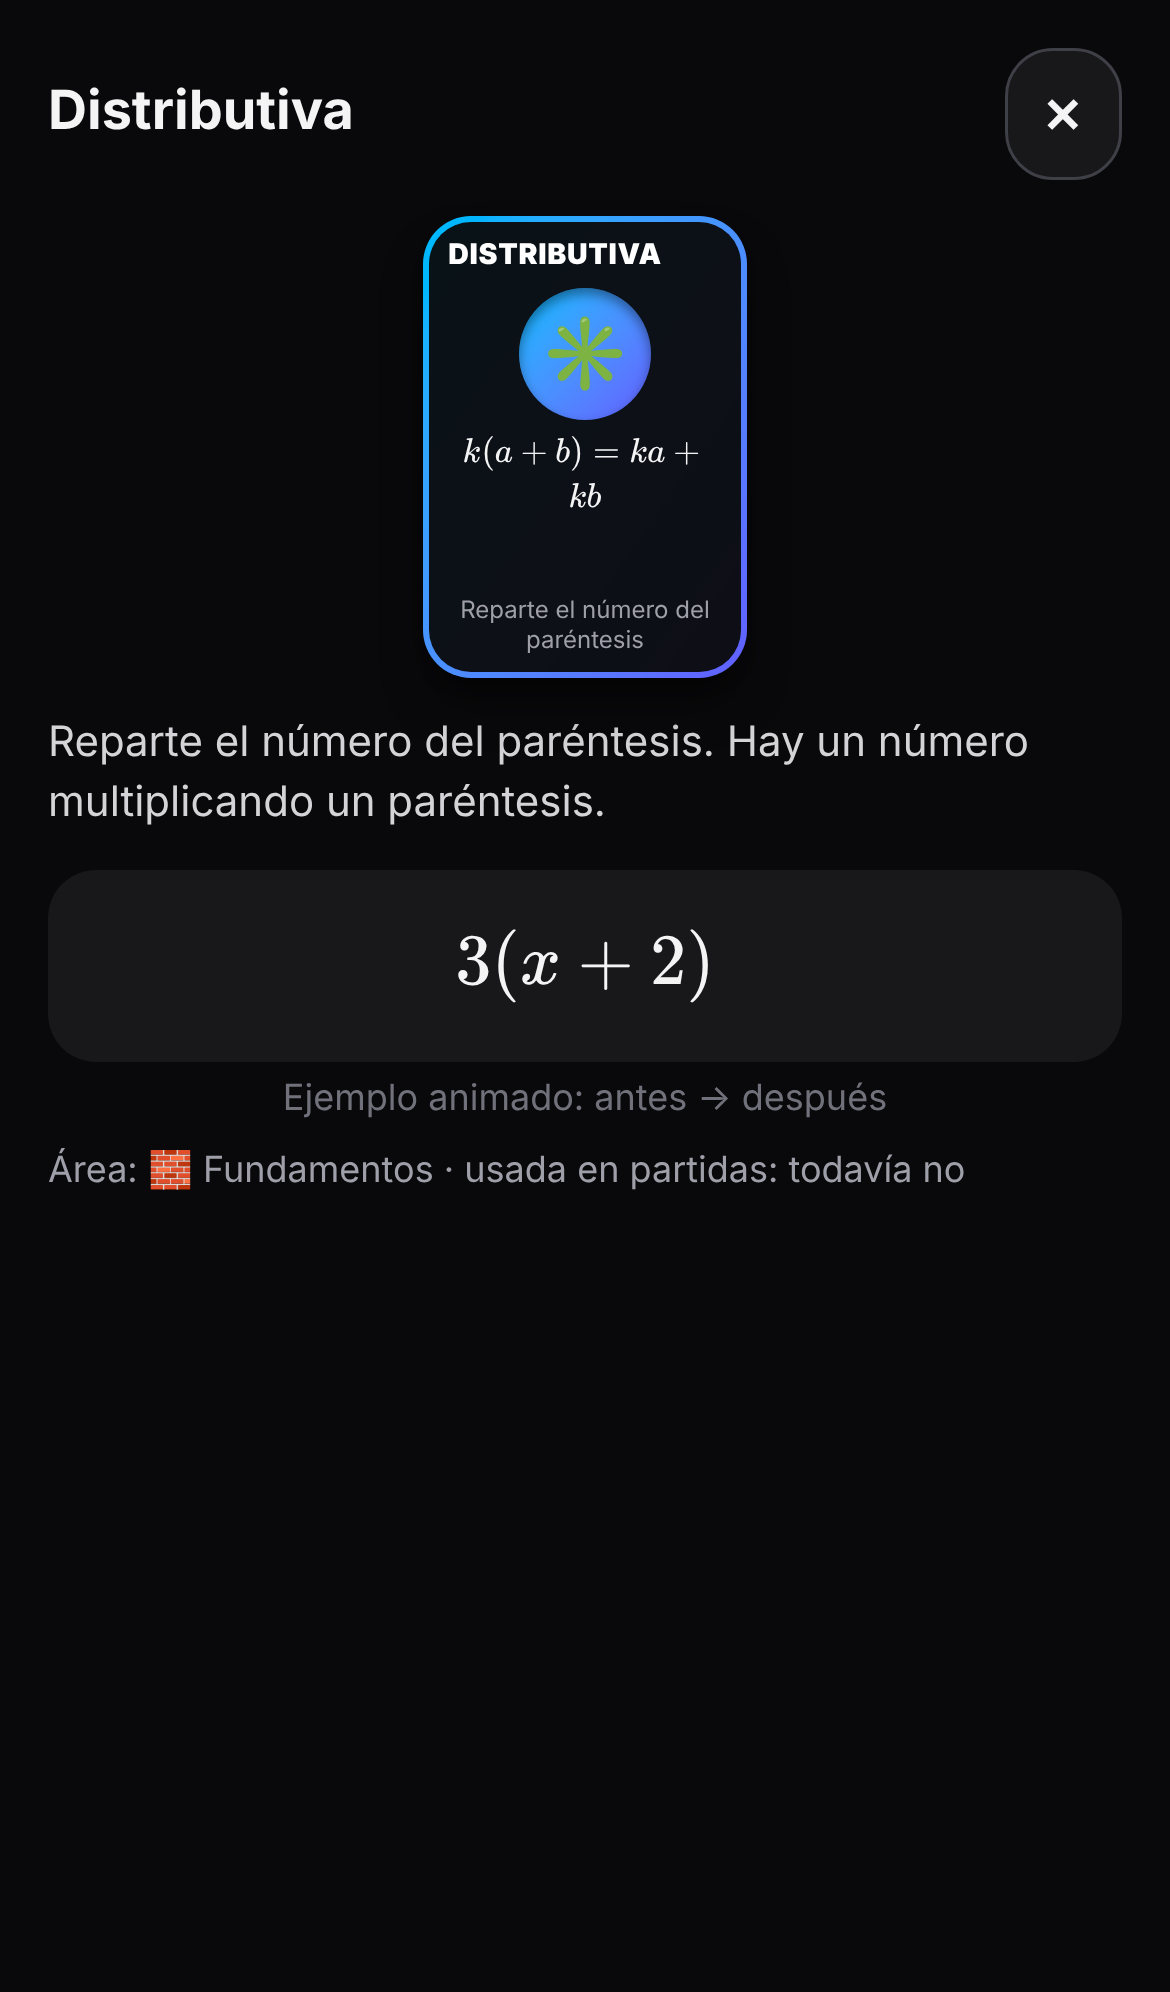 Distributiva
✕
DISTRIBUTIVA
k(a + b) = ka +
kb
Reparte el número del
paréntesis
Reparte el número del paréntesis. Hay un número
multiplicando un paréntesis.
3(x + 2)
Ejemplo animado: antes → después
Área: 🧱 Fundamentos · usada en partidas: todavía no